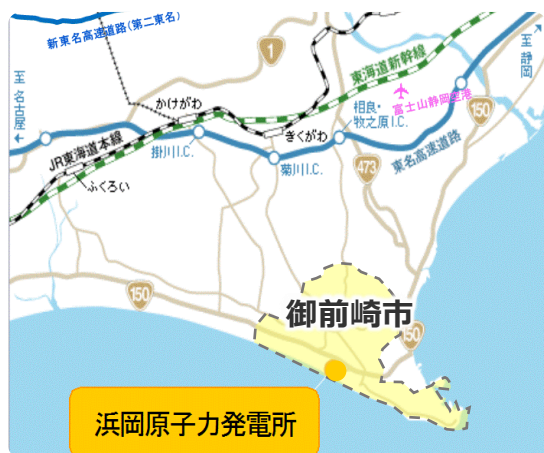 新東名高速道路(第二東名)
1
至 静岡
東海道新幹線
至 名古屋
かけがわ
相良・
牧之原I.C.
富士山静岡空港
150
きくがわ
掛川I.C.
JR東海道本線
菊川I.C.
473
東名高速道路
ふくろい
150
御前崎市
150
浜岡原子力発電所